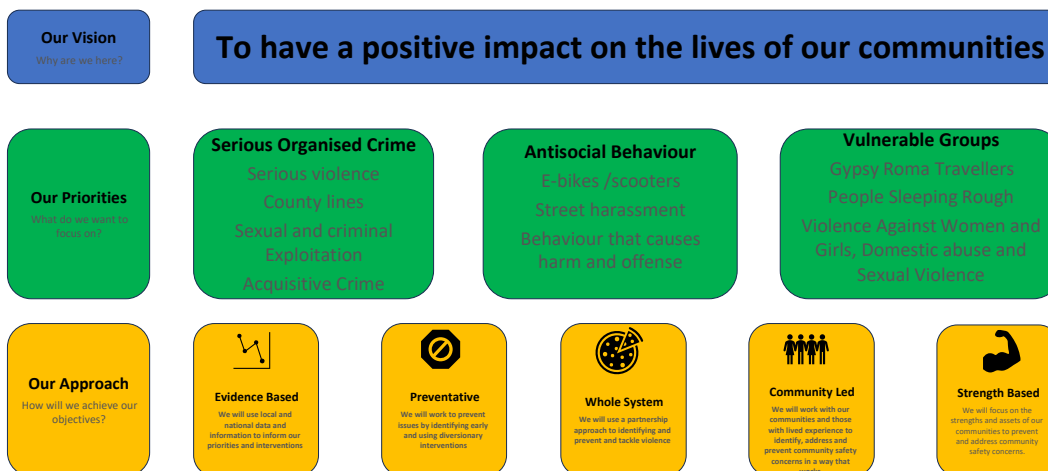 Our Vision
Why are we here?
To have a positive impact on the lives of our communities
Our Priorities
What do we want to
focus on?
Serious Organised Crime
Serious violence
County lines
Sexual and criminal
Exploitation
Acquisitive Crime
Antisocial Behaviour
E-bikes /scooters
Street harassment
Behaviour that causes
harm and offense
Vulnerable Groups
Gypsy Roma Travellers
People Sleeping Rough
Violence Against Women and
Girls, Domestic abuse and
Sexual Violence
Our Approach
How will we achieve our
objectives?
Evidence Based
We will use local and
national data and
information to inform our
priorities and interventions
Preventative
We will work to prevent
issues by identifying early
and using diversionary
interventions
Whole System
We will use a partnership
approach to identifying and
prevent and tackle violence
Community Led
We will work with our
communities and those
with lived experience to
identify, address and
prevent community safety
concerns in a way that
Strength Based
We will focus on the
strengths and assets of our
communities to prevent
and address community
safety concerns.